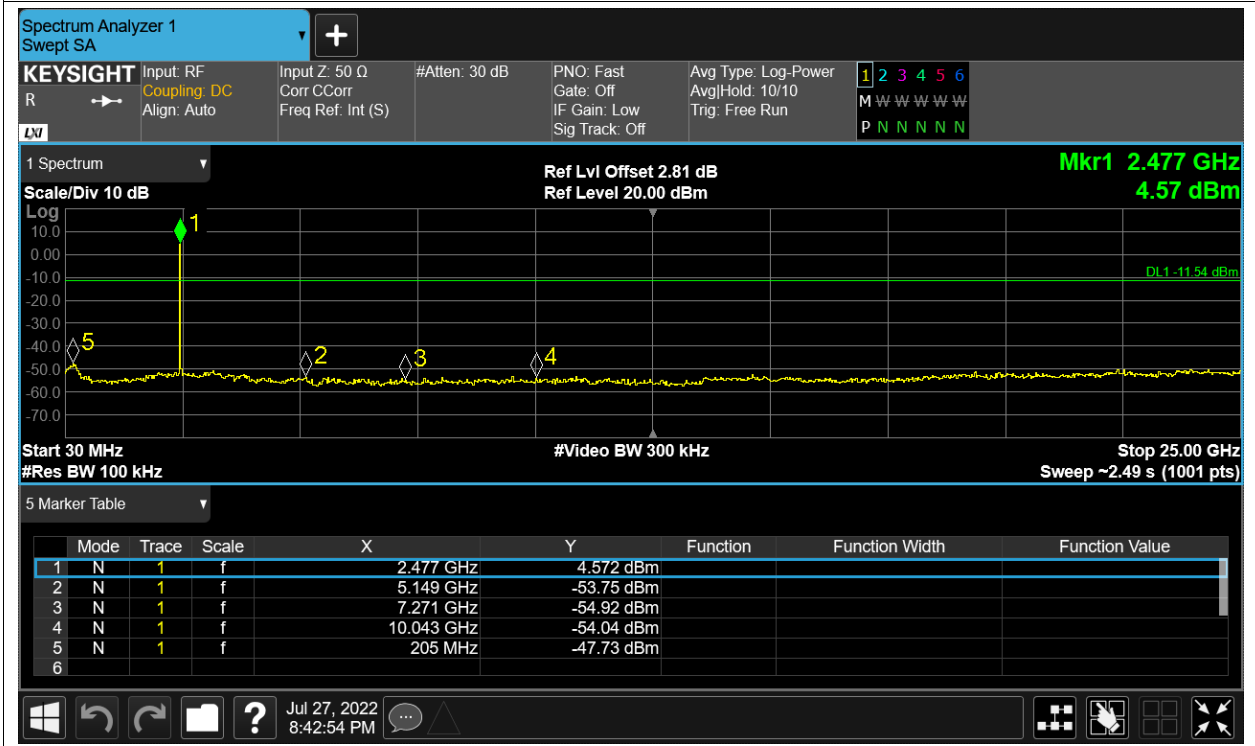 Spectrum Analyzer 1
Swept SA
+
KEYSIGHT Input: RF Input Z: 50 Ω #Atten: 30 dB PNO: Fast Avg Type: Log-Power 1 2 3 4 5 6
R Coupling: DC Corr CCorr Gate: Off Avg|Hold: 10/10 M W W W W W
Align: Auto Freq Ref: Int (S) IF Gain: Low Trig: Free Run
LXI Sig Track: Off P N N N N N
1 Spectrum Ref Lvl Offset 2.81 dB Mkr1 2.477 GHz
Scale/Div 10 dB Ref Level 20.00 dBm 4.57 dBm
Log
1
10.0
0.00
DL1 -11.54 dBm
-10.0
-20.0
-30.0
-40.0
5 2 3 4
-50.0
-60.0
-70.0
Start 30 MHz #Video BW 300 kHz Stop 25.00 GHz
#Res BW 100 kHz Sweep ~2.49 s (1001 pts)
5 Marker Table
Mode Trace Scale X Y Function Function Width Function Value
1 N 1 f 2.477 GHz 4.572 dBm
2 N 1 f 5.149 GHz -53.75 dBm
3 N 1 f 7.271 GHz -54.92 dBm
4 N 1 f 10.043 GHz -54.04 dBm
5 N 1 f 205 MHz -47.73 dBm
6
? Jul 27, 2022
8:42:54 PM